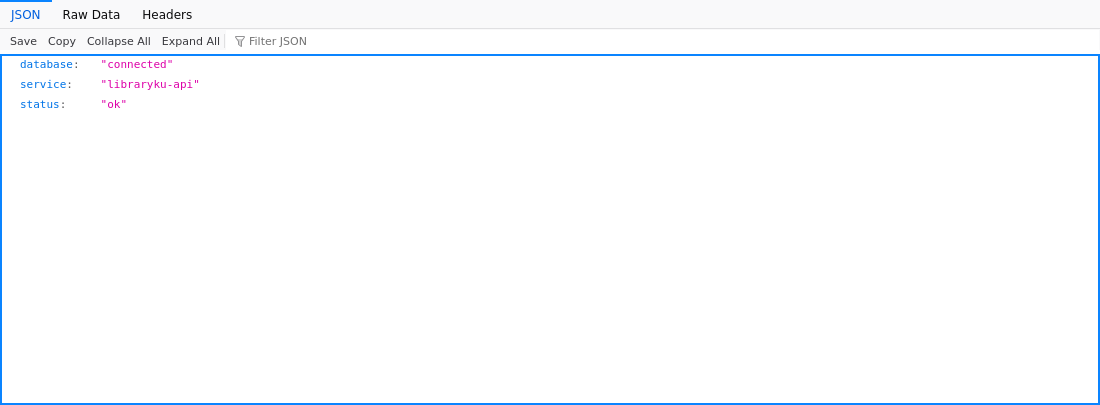 JSON Raw Data Headers
Save Copy Collapse All Expand All Filter JSON
database: "connected"
service: "libraryku-api"
status: "ok"